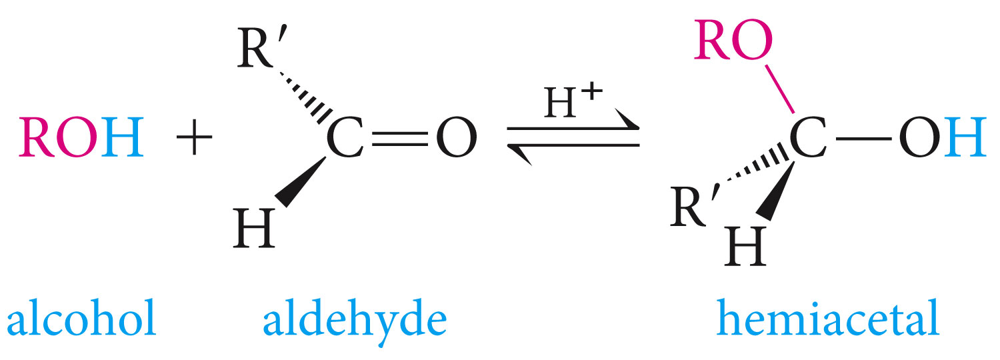 ROH + R′ H C=O H⁺ ⇌ RO R′ H C—OH
alcohol aldehyde hemiacetal